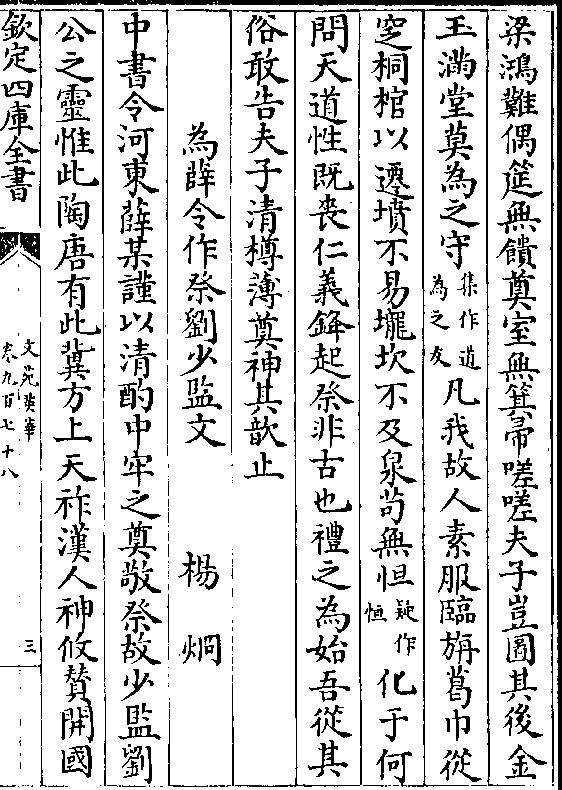 梁鴻難偶筵無饋奠室無箕帚嗟嗟夫子豈圖其後金
玉滿堂莫為之守集作道為之友凡我故人素服臨旃葛巾從
窆桐棺以遷墳不易壠坎不及泉苟無怛疑作恒化于何
問天道性既喪仁義鋒起祭非古也禮之為始吾從其
俗敢告夫子清樽薄奠神其歆止
為薛令作祭劉少監文 楊烱
中書令河東薛某謹以清酌中牢之奠敬祭故少監劉
公之靈惟此陶唐有此冀方上天祚漢人神攸贊開國
欽定四庫全書
文苑英華
卷九百七十八
三